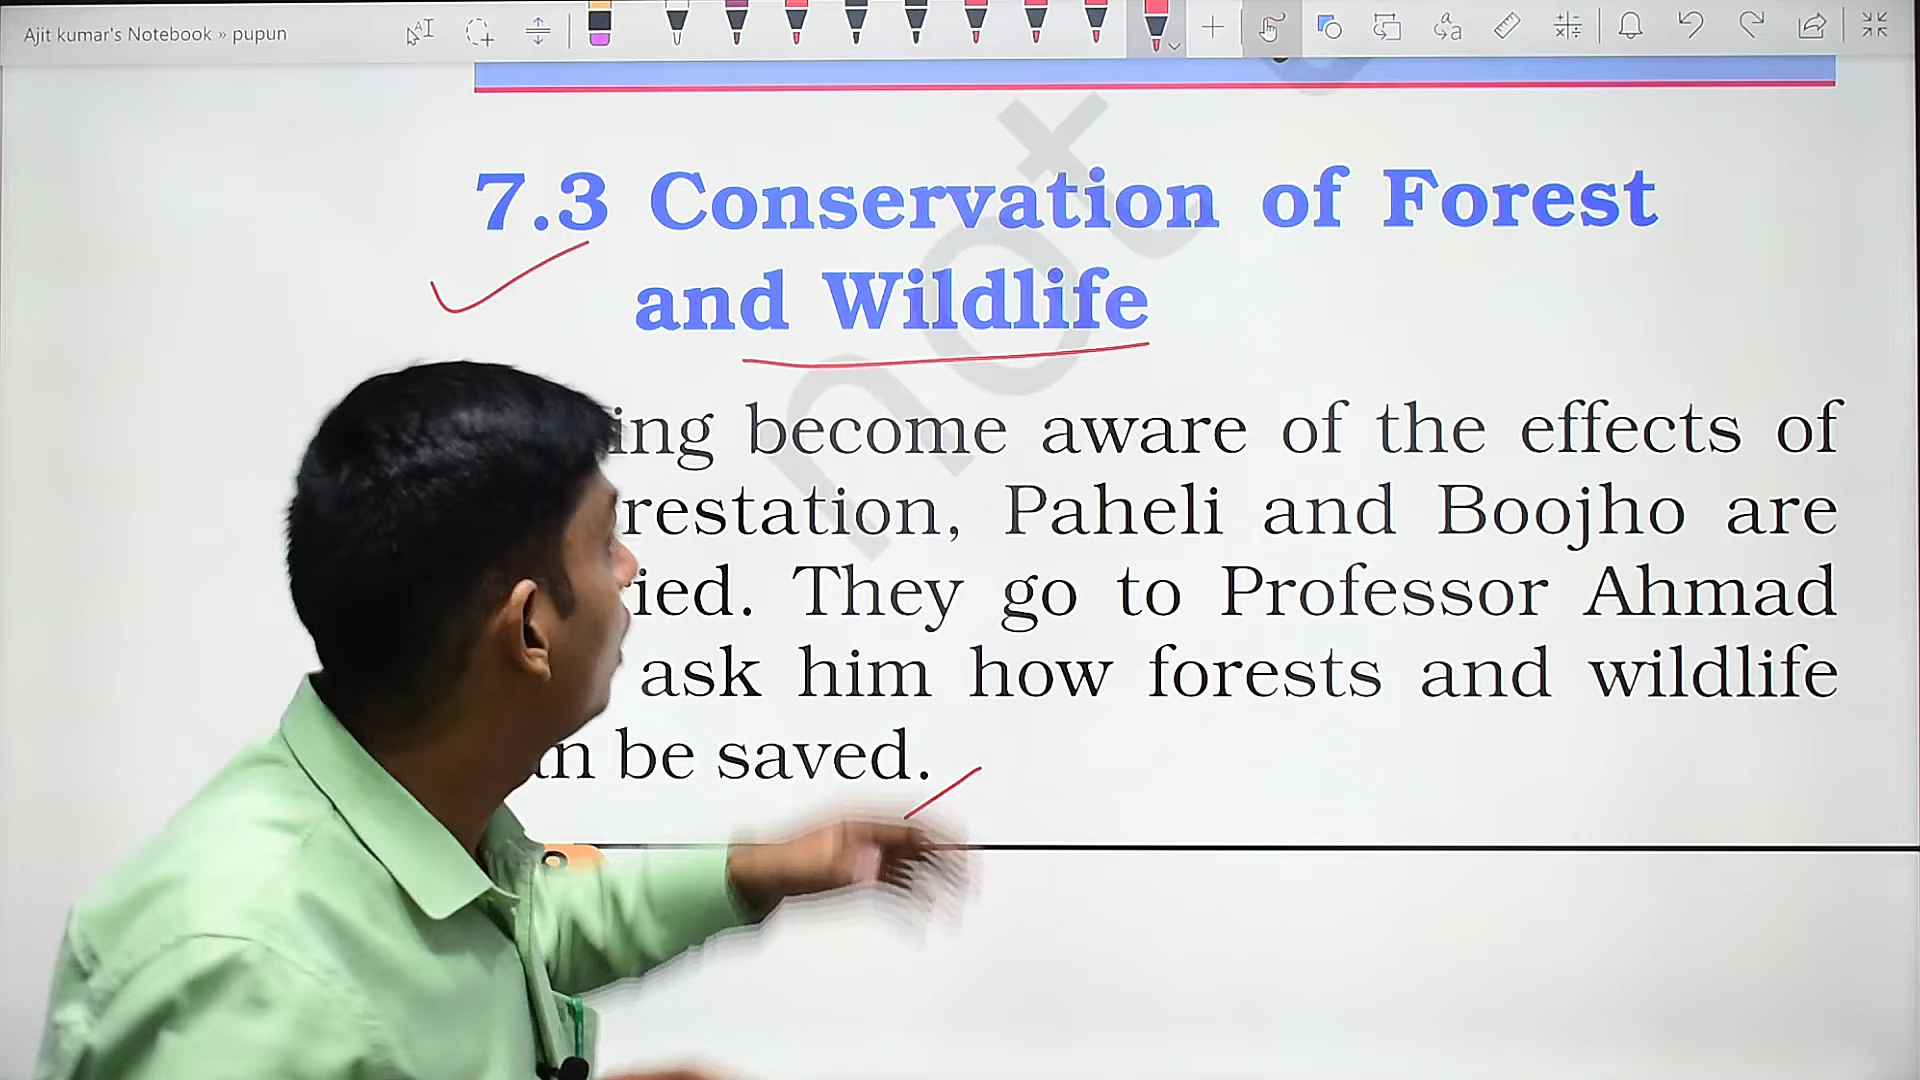 Ajit kumar's Notebook » pupun
7.3 Conservation of Forest
and Wildlife
ing become aware of the effects of
restation, Paheli and Boojho are
ied. They go to Professor Ahmad
ask him how forests and wildlife
be saved.
not